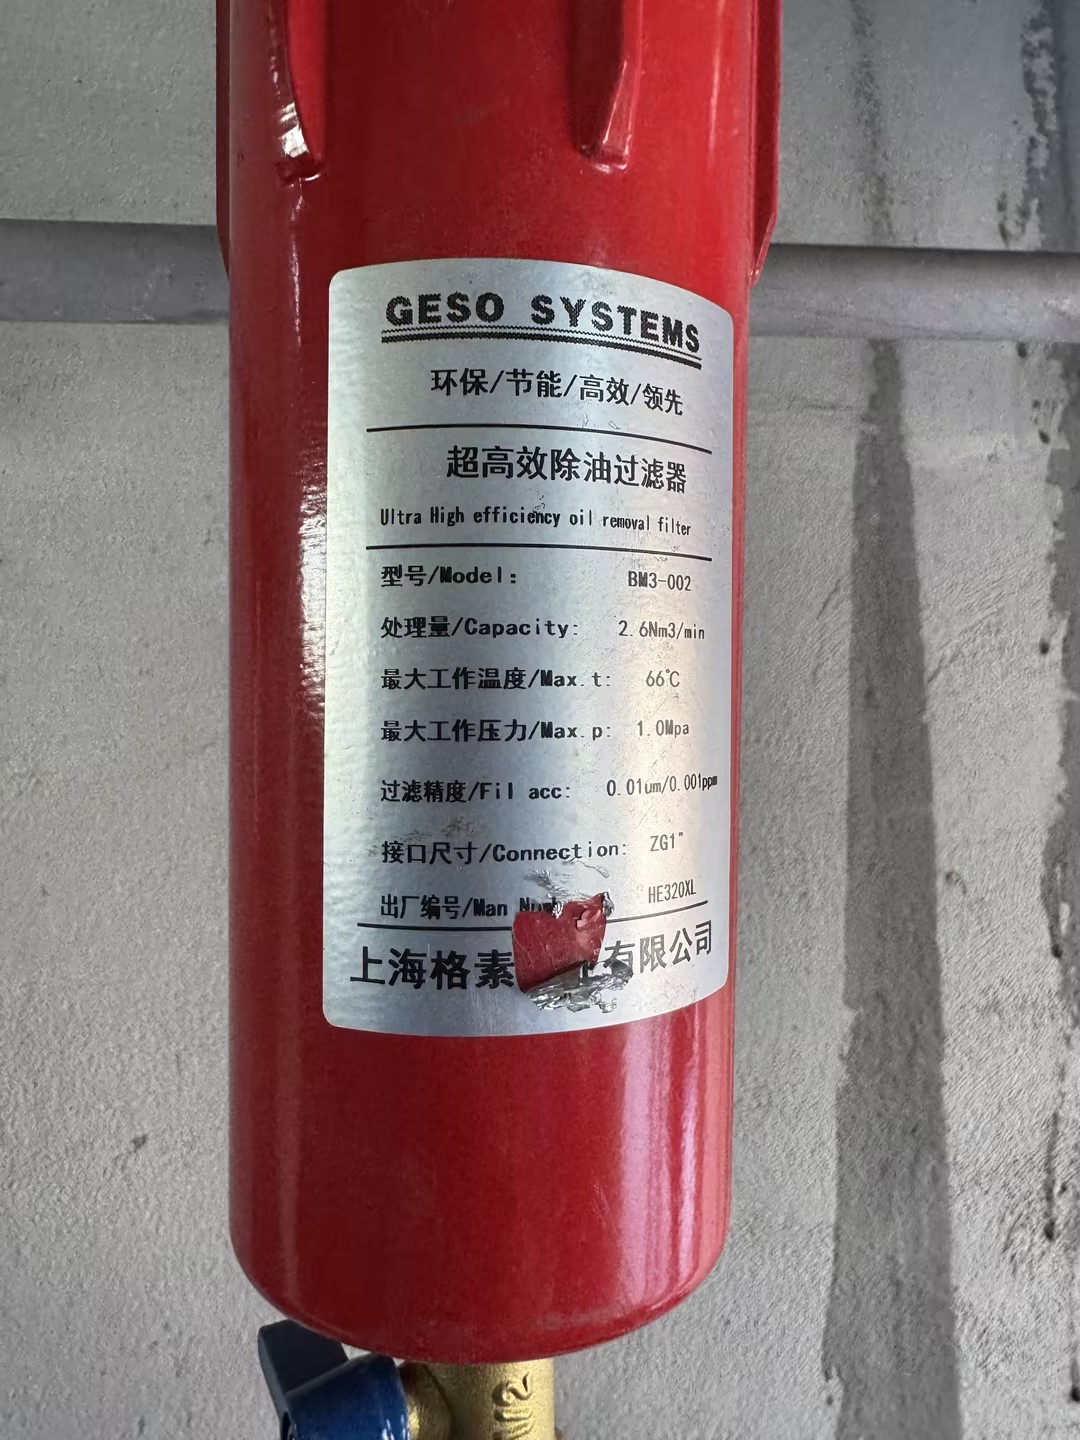 GESO SYSTEMS
环保/节能/高效/领先
超高效除油过滤器
Ultra High efficiency oil removal filter
型号/Model: BM3-002
处理量/Capacity: 2.6Nm3/min
最大工作温度/Max.t: 66℃
最大工作压力/Max.p: 1.0Mpa
过滤精度/Fil acc: 0.01um/0.001ppm
接口尺寸/Connection: ZG1"
出厂编号/Man HE320XL
上海格素 有限公司
1/2